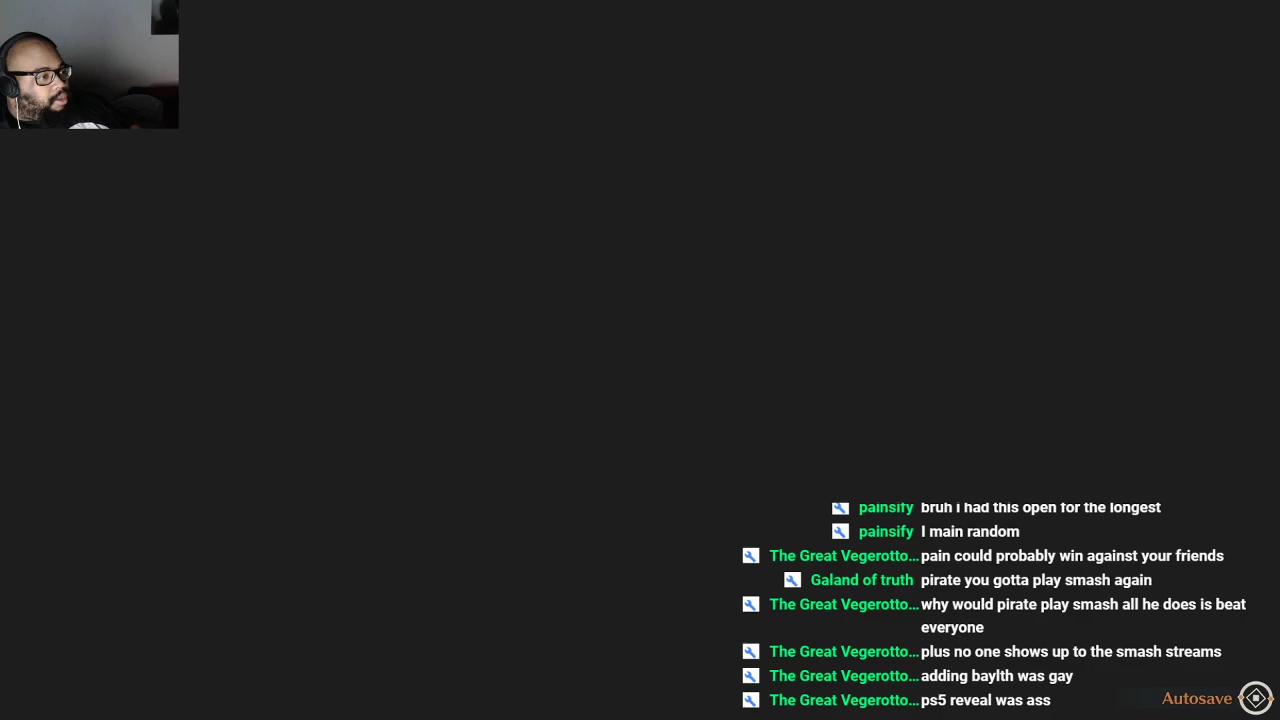 painsify bruh i had this open for the longest
painsify I main random
The Great Vegerotto... pain could probably win against your friends
Galand of truth pirate you gotta play smash again
The Great Vegerotto... why would pirate play smash all he does is beat
everyone
The Great Vegerotto... plus no one shows up to the smash streams
The Great Vegerotto... adding baylth was gay
The Great Vegerotto... ps5 reveal was ass
Autosave